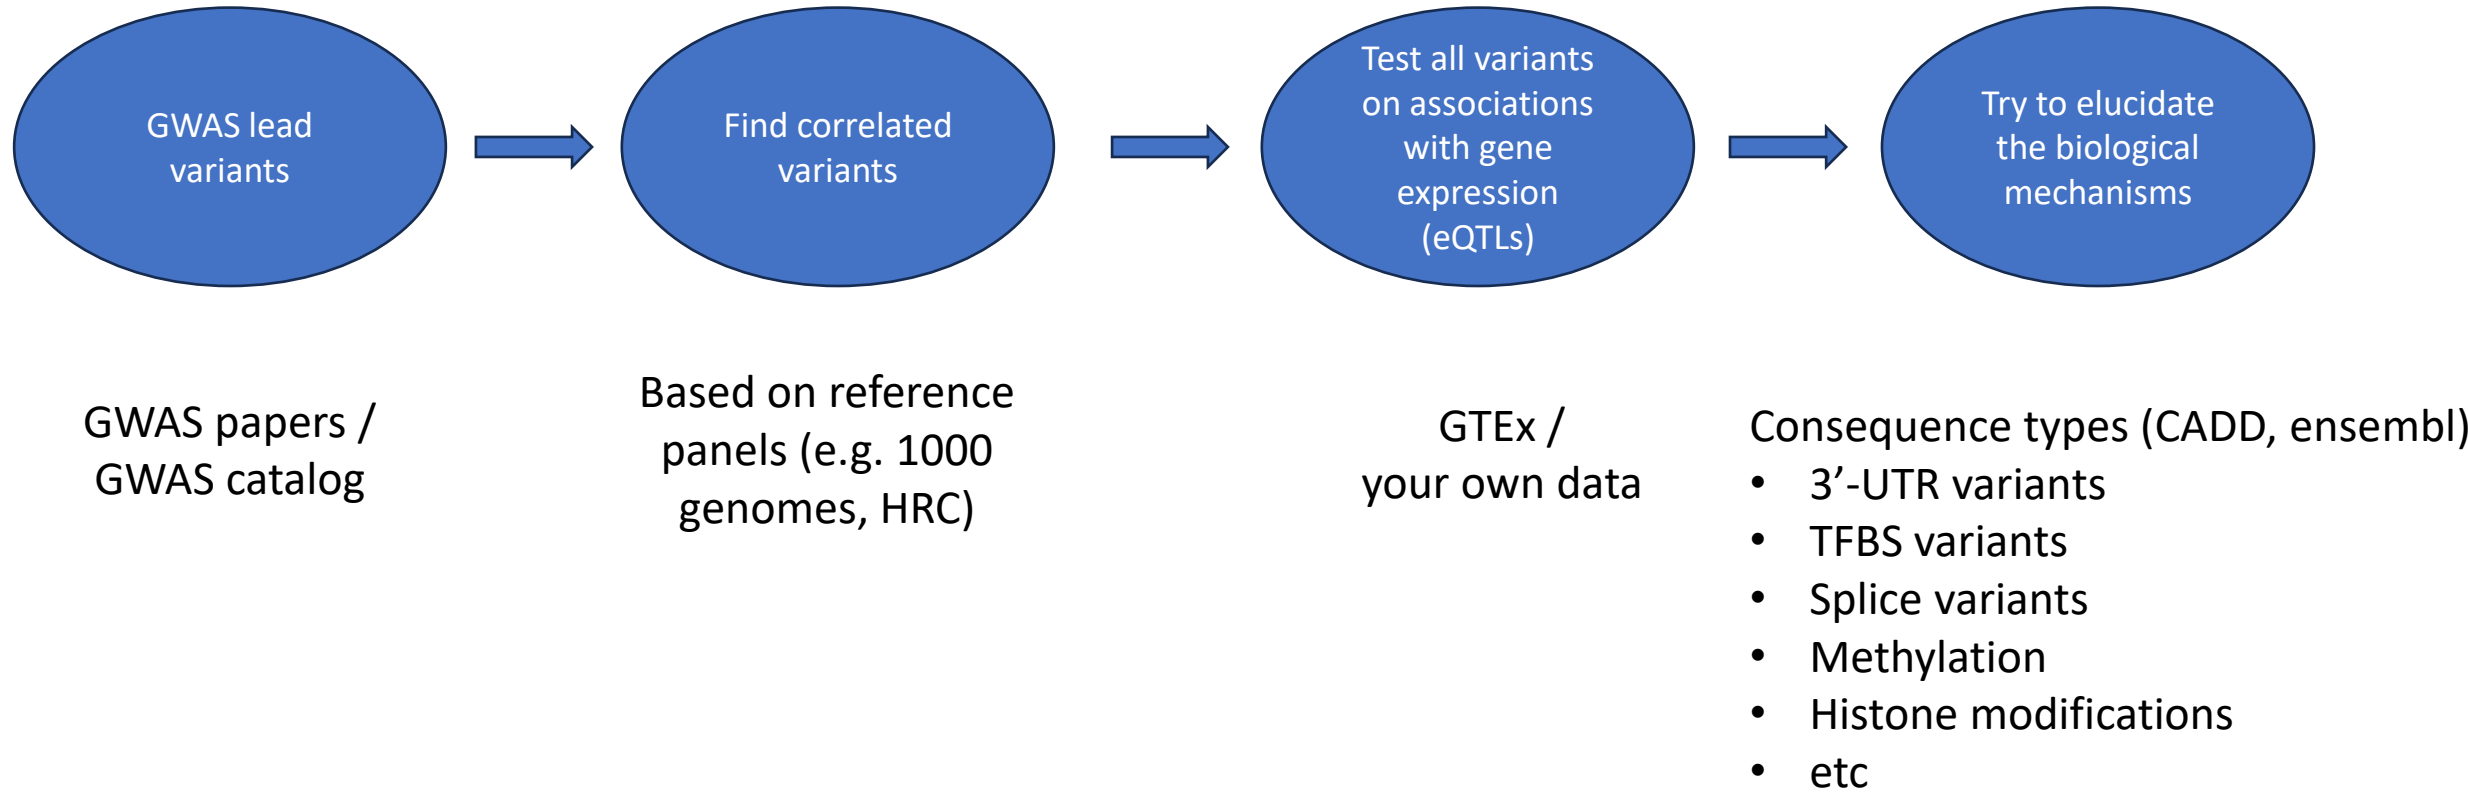 GWAS lead
variants
Find correlated
variants
Test all variants
on associations
with gene
expression
(eQTLs)
Try to elucidate
the biological
mechanisms
GWAS papers /
GWAS catalog
Based on reference
panels (e.g. 1000
genomes, HRC)
GTEx /
your own data
Consequence types (CADD, ensembl)
• 3’-UTR variants
• TFBS variants
• Splice variants
• Methylation
• Histone modifications
• etc